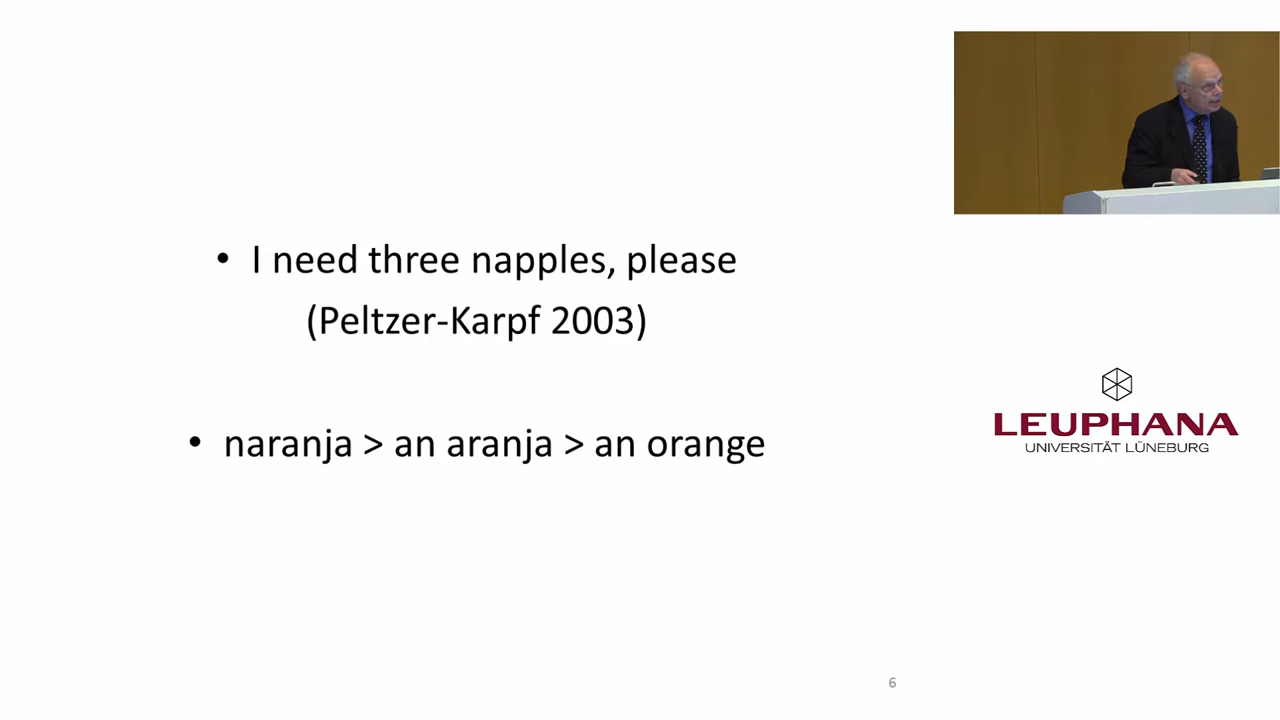 • I need three napples, please
(Peltzer-Karpf 2003)
• naranja > an aranja > an orange
LEUPHANA
UNIVERSITÄT LÜNEBURG
6